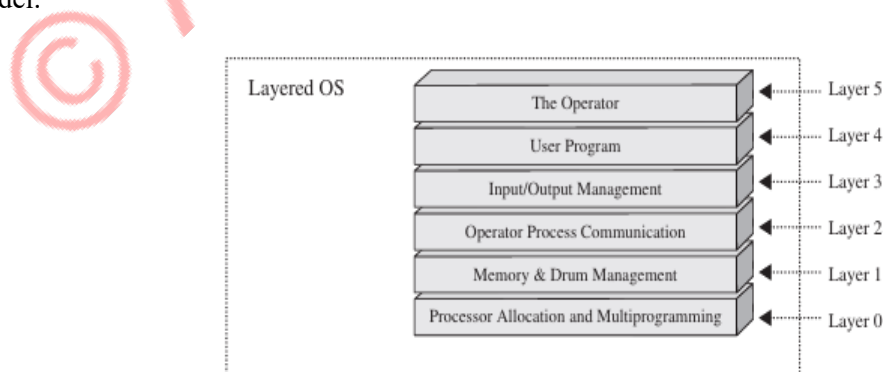 Layered OS
The Operator
Layer 5
User Program
Layer 4
Input/Output Management
Layer 3
Operator Process Communication
Layer 2
Memory & Drum Management
Layer 1
Processor Allocation and Multiprogramming
Layer 0